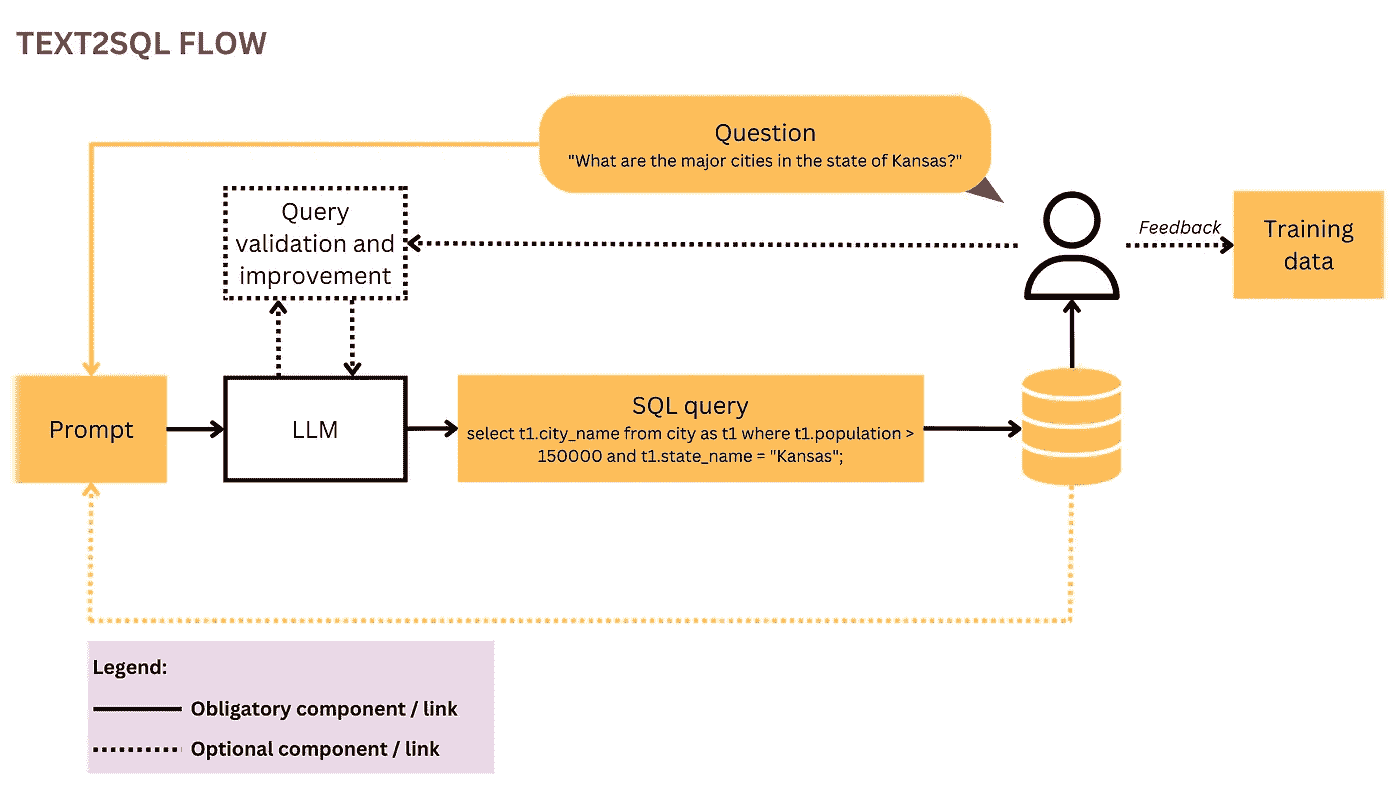 TEXT2SQL FLOW
Question
"What are the major cities in the state of Kansas?"
Query
validation and
improvement
Feedback
Training
data
Prompt
LLM
SQL query
select t1.city_name from city as t1 where t1.population >
150000 and t1.state_name = "Kansas";
Legend:
Obligatory component / link
Optional component / link